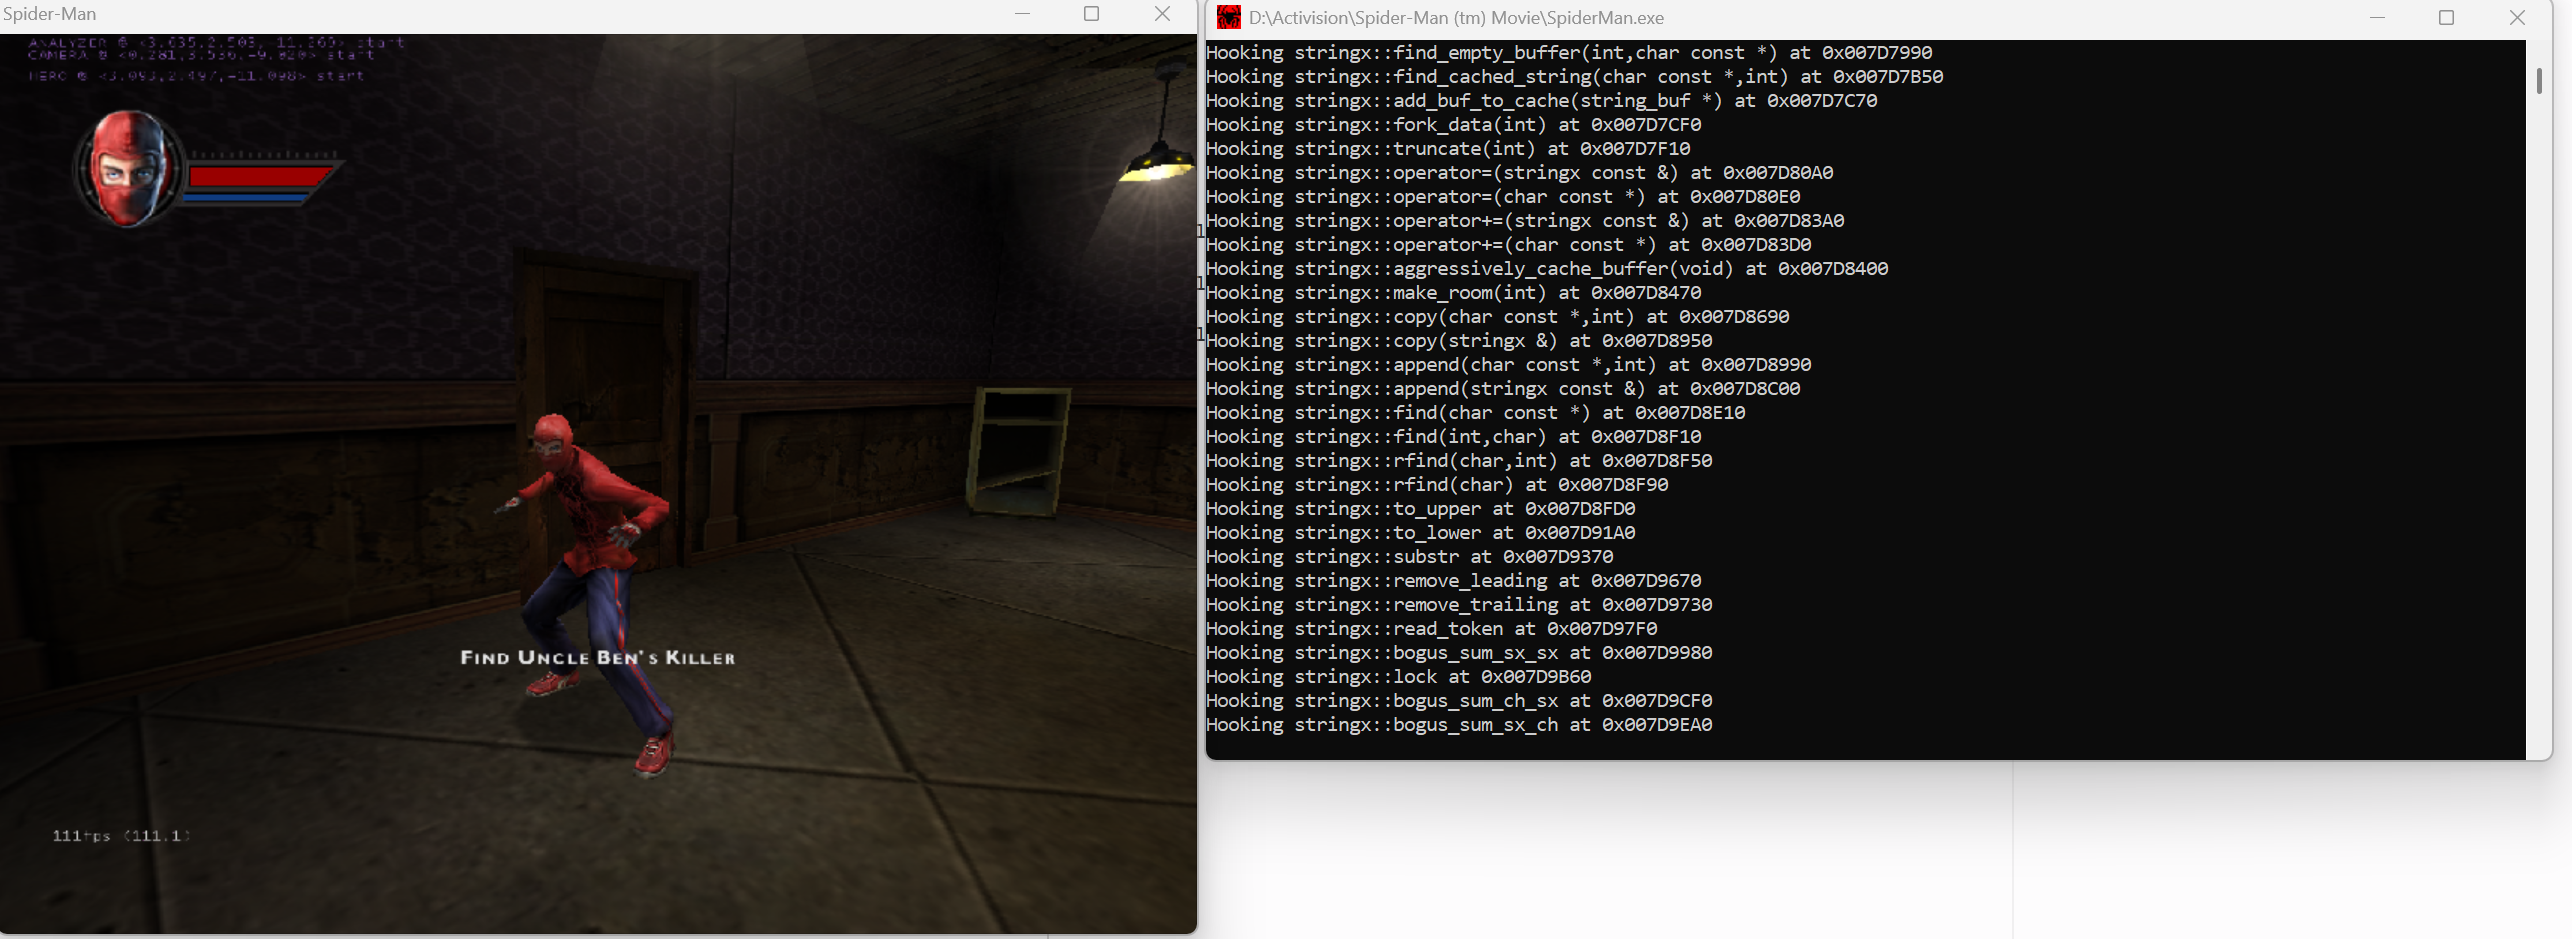 Spider-Man
ANALYZER @ <3.635,2.503,-11.269> start
CAMERA @ <0.281,3.536,-9.820> start
HERO @ <3.093,2.497,-11.098> start
FIND UNCLE BEN'S KILLER
111fps (111.1)
D:\Activision\Spider-Man (tm) Movie\SpiderMan.exe
Hooking stringx::find_empty_buffer(int,char const *) at 0x007D7990
Hooking stringx::find_cached_string(char const *,int) at 0x007D7B50
Hooking stringx::add_buf_to_cache(string_buf *) at 0x007D7C70
Hooking stringx::fork_data(int) at 0x007D7CF0
Hooking stringx::truncate(int) at 0x007D7F10
Hooking stringx::operator=(stringx const &) at 0x007D80A0
Hooking stringx::operator=(char const *) at 0x007D80E0
Hooking stringx::operator+=(stringx const &) at 0x007D83A0
Hooking stringx::operator+=(char const *) at 0x007D83D0
Hooking stringx::aggressively_cache_buffer(void) at 0x007D8400
Hooking stringx::make_room(int) at 0x007D8470
Hooking stringx::copy(char const *,int) at 0x007D8690
Hooking stringx::copy(stringx &) at 0x007D8950
Hooking stringx::append(char const *,int) at 0x007D8990
Hooking stringx::append(stringx const &) at 0x007D8C00
Hooking stringx::find(char const *) at 0x007D8E10
Hooking stringx::find(int,char) at 0x007D8F10
Hooking stringx::rfind(char,int) at 0x007D8F50
Hooking stringx::rfind(char) at 0x007D8F90
Hooking stringx::to_upper at 0x007D8FD0
Hooking stringx::to_lower at 0x007D91A0
Hooking stringx::substr at 0x007D9370
Hooking stringx::remove_leading at 0x007D9670
Hooking stringx::remove_trailing at 0x007D9730
Hooking stringx::read_token at 0x007D97F0
Hooking stringx::bogus_sum_sx_sx at 0x007D9980
Hooking stringx::lock at 0x007D9B60
Hooking stringx::bogus_sum_ch_sx at 0x007D9CF0
Hooking stringx::bogus_sum_sx_ch at 0x007D9EA0